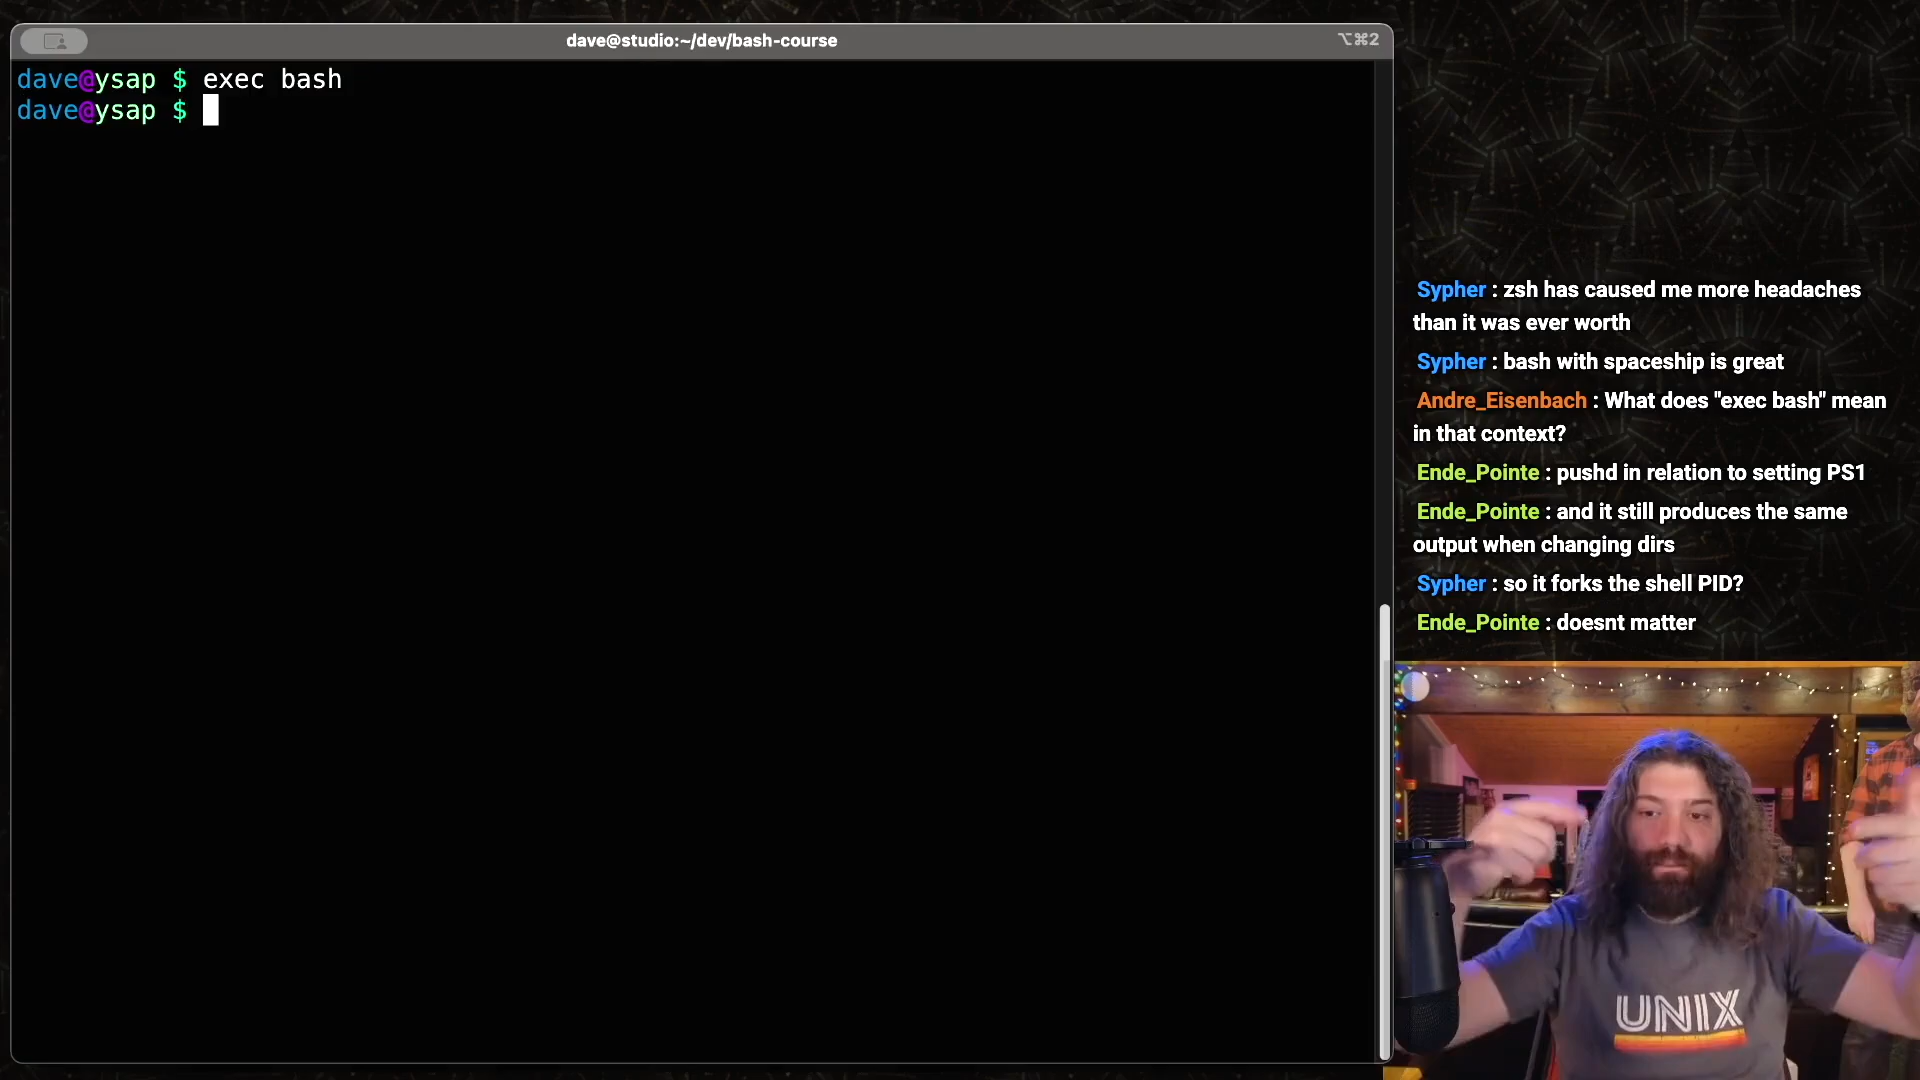 dave@studio:~/dev/bash-course
⌥⌘2
dave@ysap $ exec bash
dave@ysap $
Sypher : zsh has caused me more headaches
than it was ever worth
Sypher : bash with spaceship is great
Andre_Eisenbach : What does "exec bash" mean
in that context?
Ende_Pointe : pushd in relation to setting PS1
Ende_Pointe : and it still produces the same
output when changing dirs
Sypher : so it forks the shell PID?
Ende_Pointe : doesnt matter
UNIX